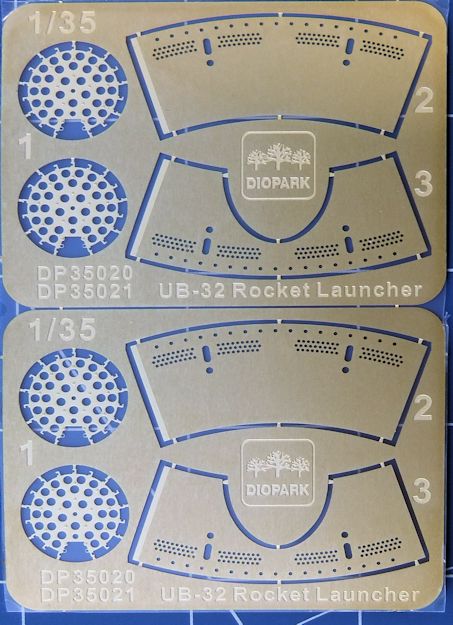 1/35
2
1
DIOPARK
3
DP35020
DP35021 UB-32 Rocket Launcher
1/35
2
1
DIOPARK
3
DP35020
DP35021 UB-32 Rocket Launcher